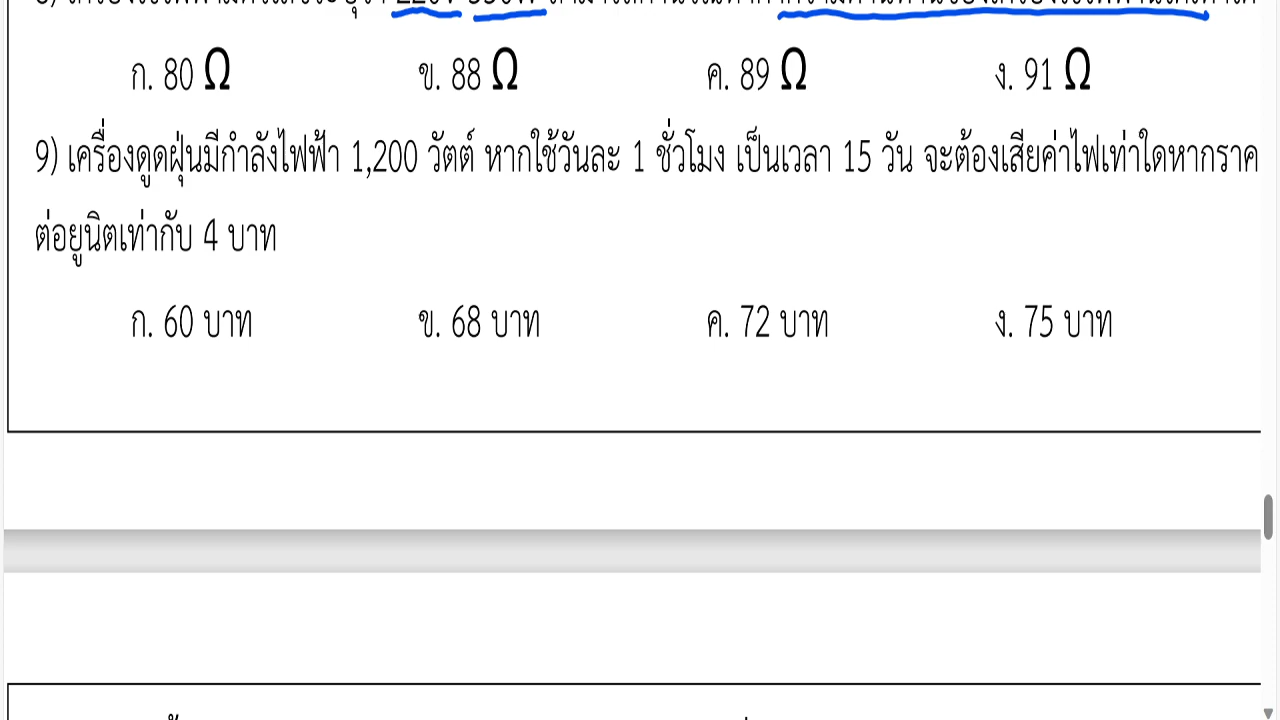 ก. 80 Ω ข. 88 Ω ค. 89 Ω ง. 91 Ω
9) เครื่องดูดฝุ่นมีกำลังไฟฟ้า 1,200 วัตต์ หากใช้วันละ 1 ชั่วโมง เป็นเวลา 15 วัน จะต้องเสียค่าไฟเท่าใดหากราค
ต่อยูนิตเท่ากับ 4 บาท
ก. 60 บาท ข. 68 บาท ค. 72 บาท ง. 75 บาท